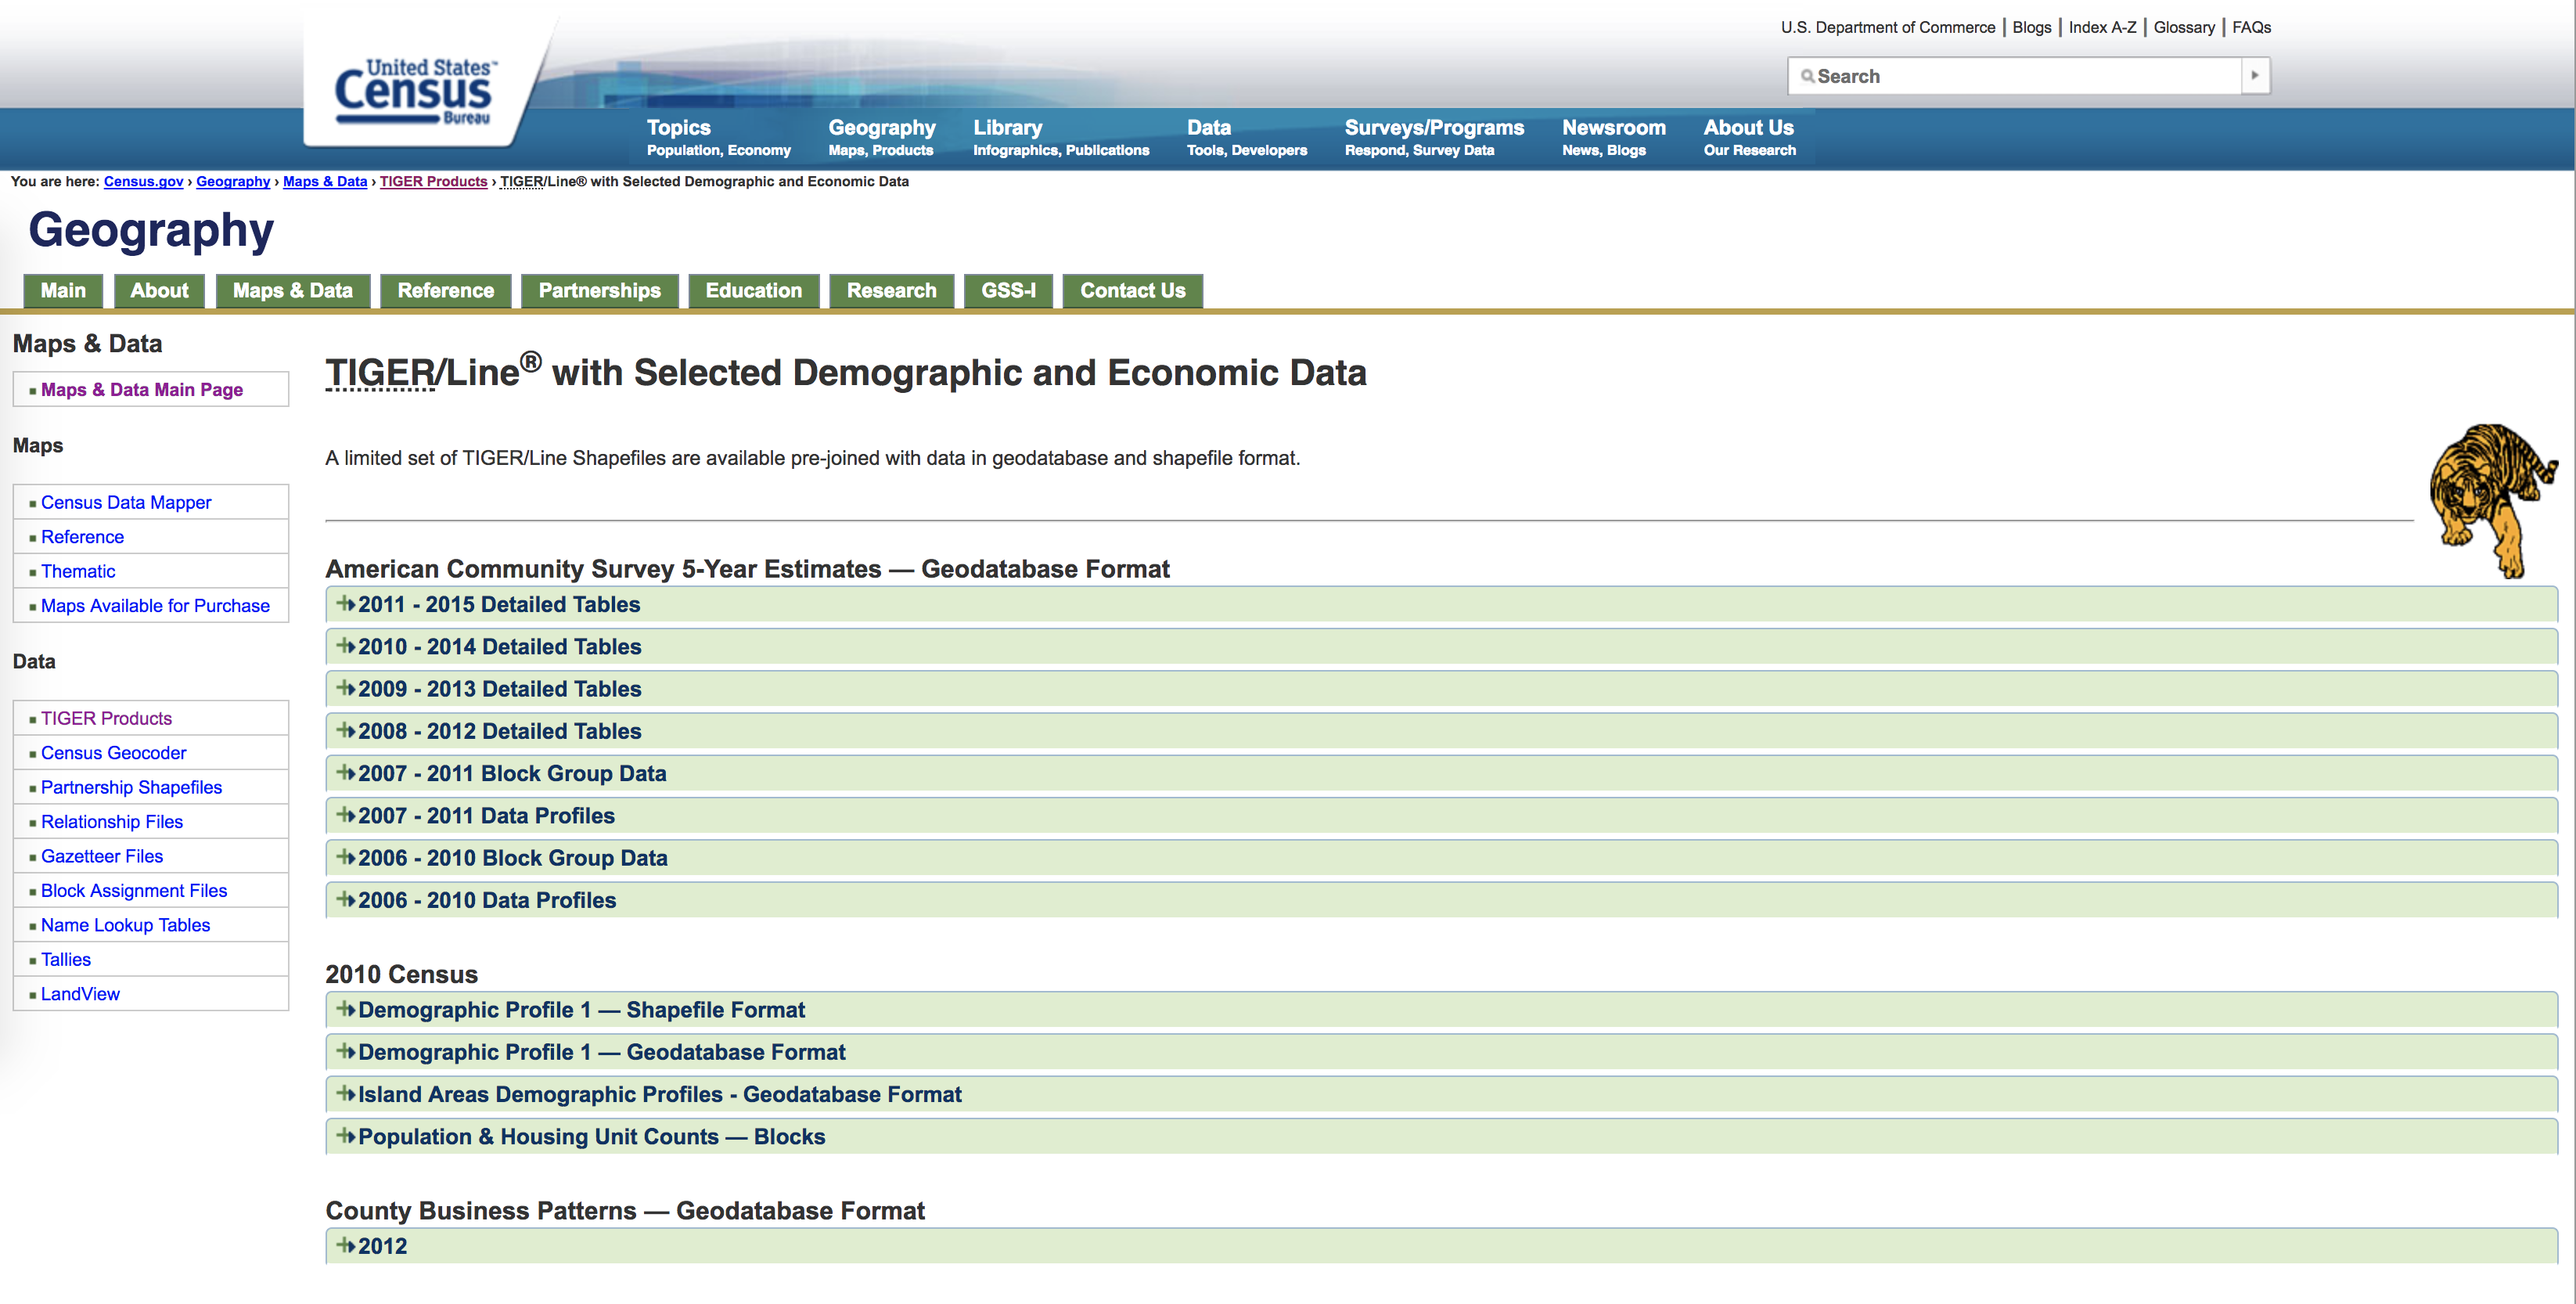 U.S. Department of Commerce | Blogs | Index A-Z | Glossary | FAQs
United States™
Census
Bureau
Search
Topics Geography Library Data Surveys/Programs Newsroom About Us
Population, Economy Maps, Products Infographics, Publications Tools, Developers Respond, Survey Data News, Blogs Our Research
You are here: Census.gov › Geography › Maps & Data › TIGER Products › TIGER/Line® with Selected Demographic and Economic Data
Geography
Main About Maps & Data Reference Partnerships Education Research GSS-I Contact Us
Maps & Data
Maps & Data Main Page
Maps
Census Data Mapper
Reference
Thematic
Maps Available for Purchase
Data
TIGER Products
Census Geocoder
Partnership Shapefiles
Relationship Files
Gazetteer Files
Block Assignment Files
Name Lookup Tables
Tallies
LandView
TIGER/Line® with Selected Demographic and Economic Data
A limited set of TIGER/Line Shapefiles are available pre-joined with data in geodatabase and shapefile format.
American Community Survey 5-Year Estimates — Geodatabase Format
2011 - 2015 Detailed Tables
2010 - 2014 Detailed Tables
2009 - 2013 Detailed Tables
2008 - 2012 Detailed Tables
2007 - 2011 Block Group Data
2007 - 2011 Data Profiles
2006 - 2010 Block Group Data
2006 - 2010 Data Profiles
2010 Census
Demographic Profile 1 — Shapefile Format
Demographic Profile 1 — Geodatabase Format
Island Areas Demographic Profiles - Geodatabase Format
Population & Housing Unit Counts — Blocks
County Business Patterns — Geodatabase Format
2012